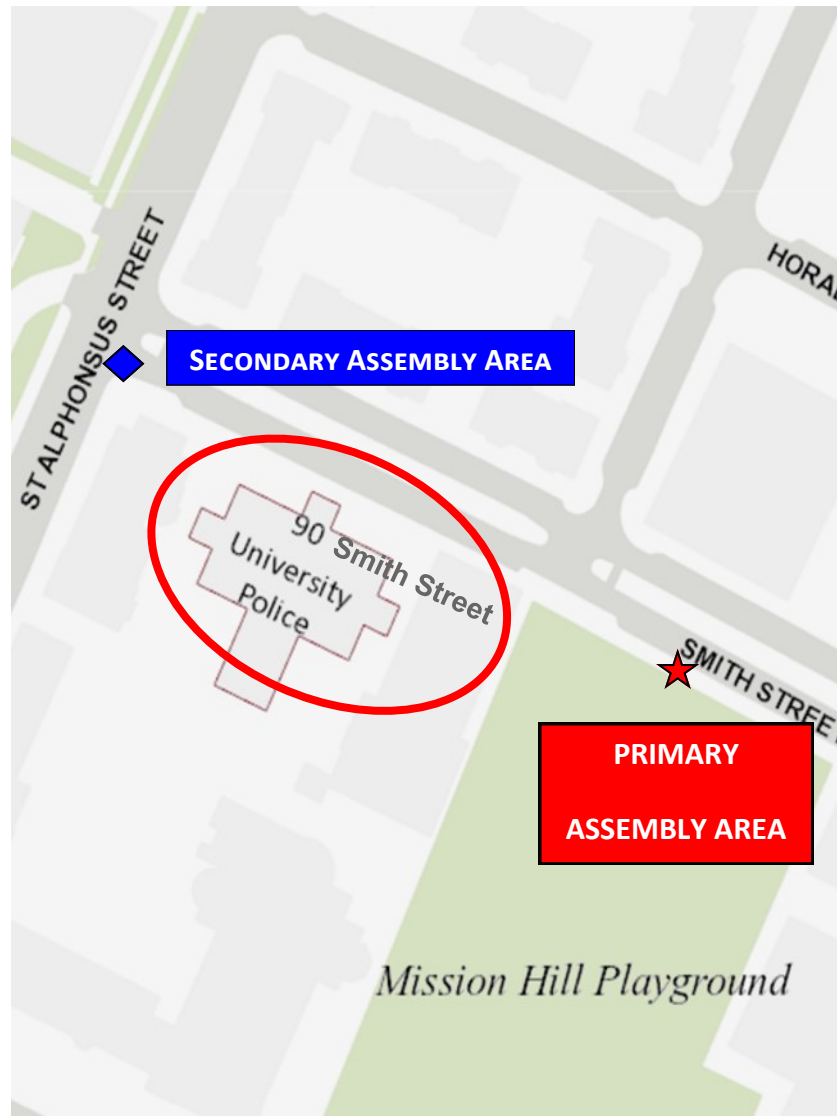 HORA
ST ALPHONSUS STREET
SECONDARY ASSEMBLY AREA
90 Smith Street
University
Police
SMITH STREET
PRIMARY
ASSEMBLY AREA
Mission Hill Playground